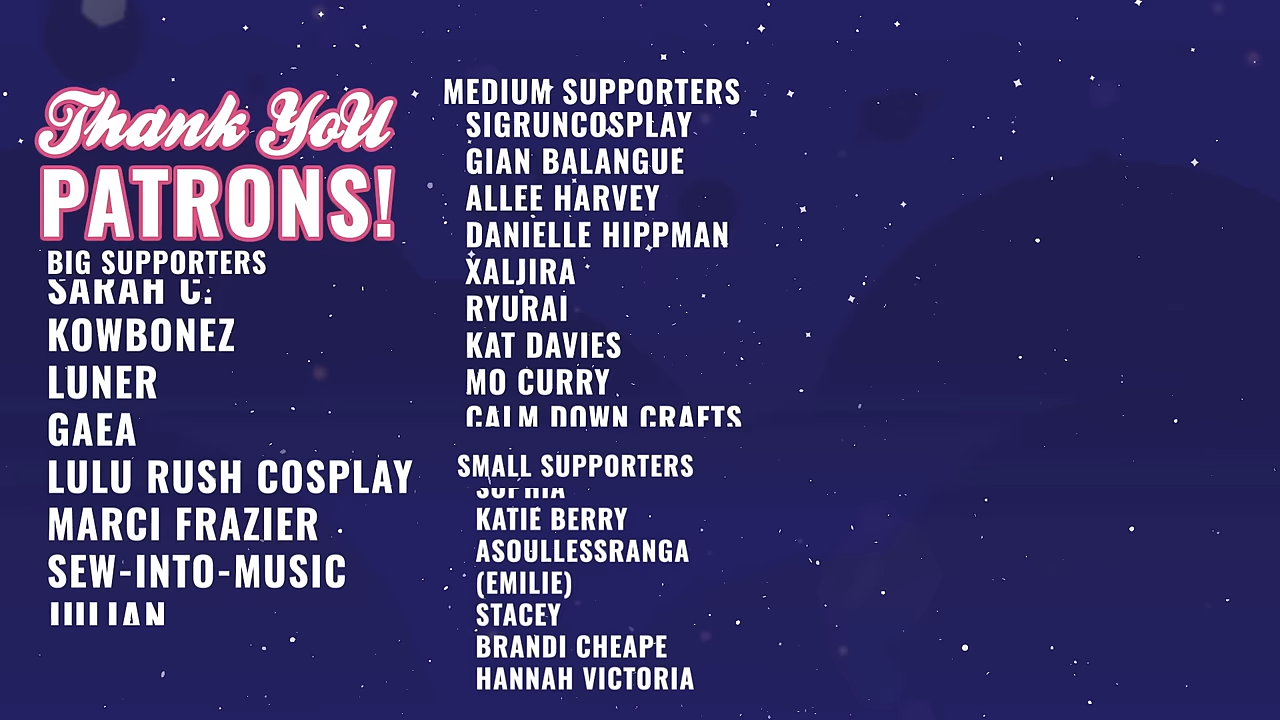 Thank YoU
PATRONS!
BIG SUPPORTERS
SARAH C.
KOWBONEZ
LUNER
GAEA
LULU RUSH COSPLAY
MARCI FRAZIER
SEW-INTO-MUSIC
MEDIUM SUPPORTERS
SIGRUNCOSPLAY
GIAN BALANGUE
ALLEE HARVEY
DANIELLE HIPPMAN
XALJIRA
RYURAI
KAT DAVIES
MO CURRY
CALM DOWN CRAFTS
SMALL SUPPORTERS
SOPHIA
KATIE BERRY
ASOULLESSRANGA
(EMILIE)
STACEY
BRANDI CHEAPE
HANNAH VICTORIA